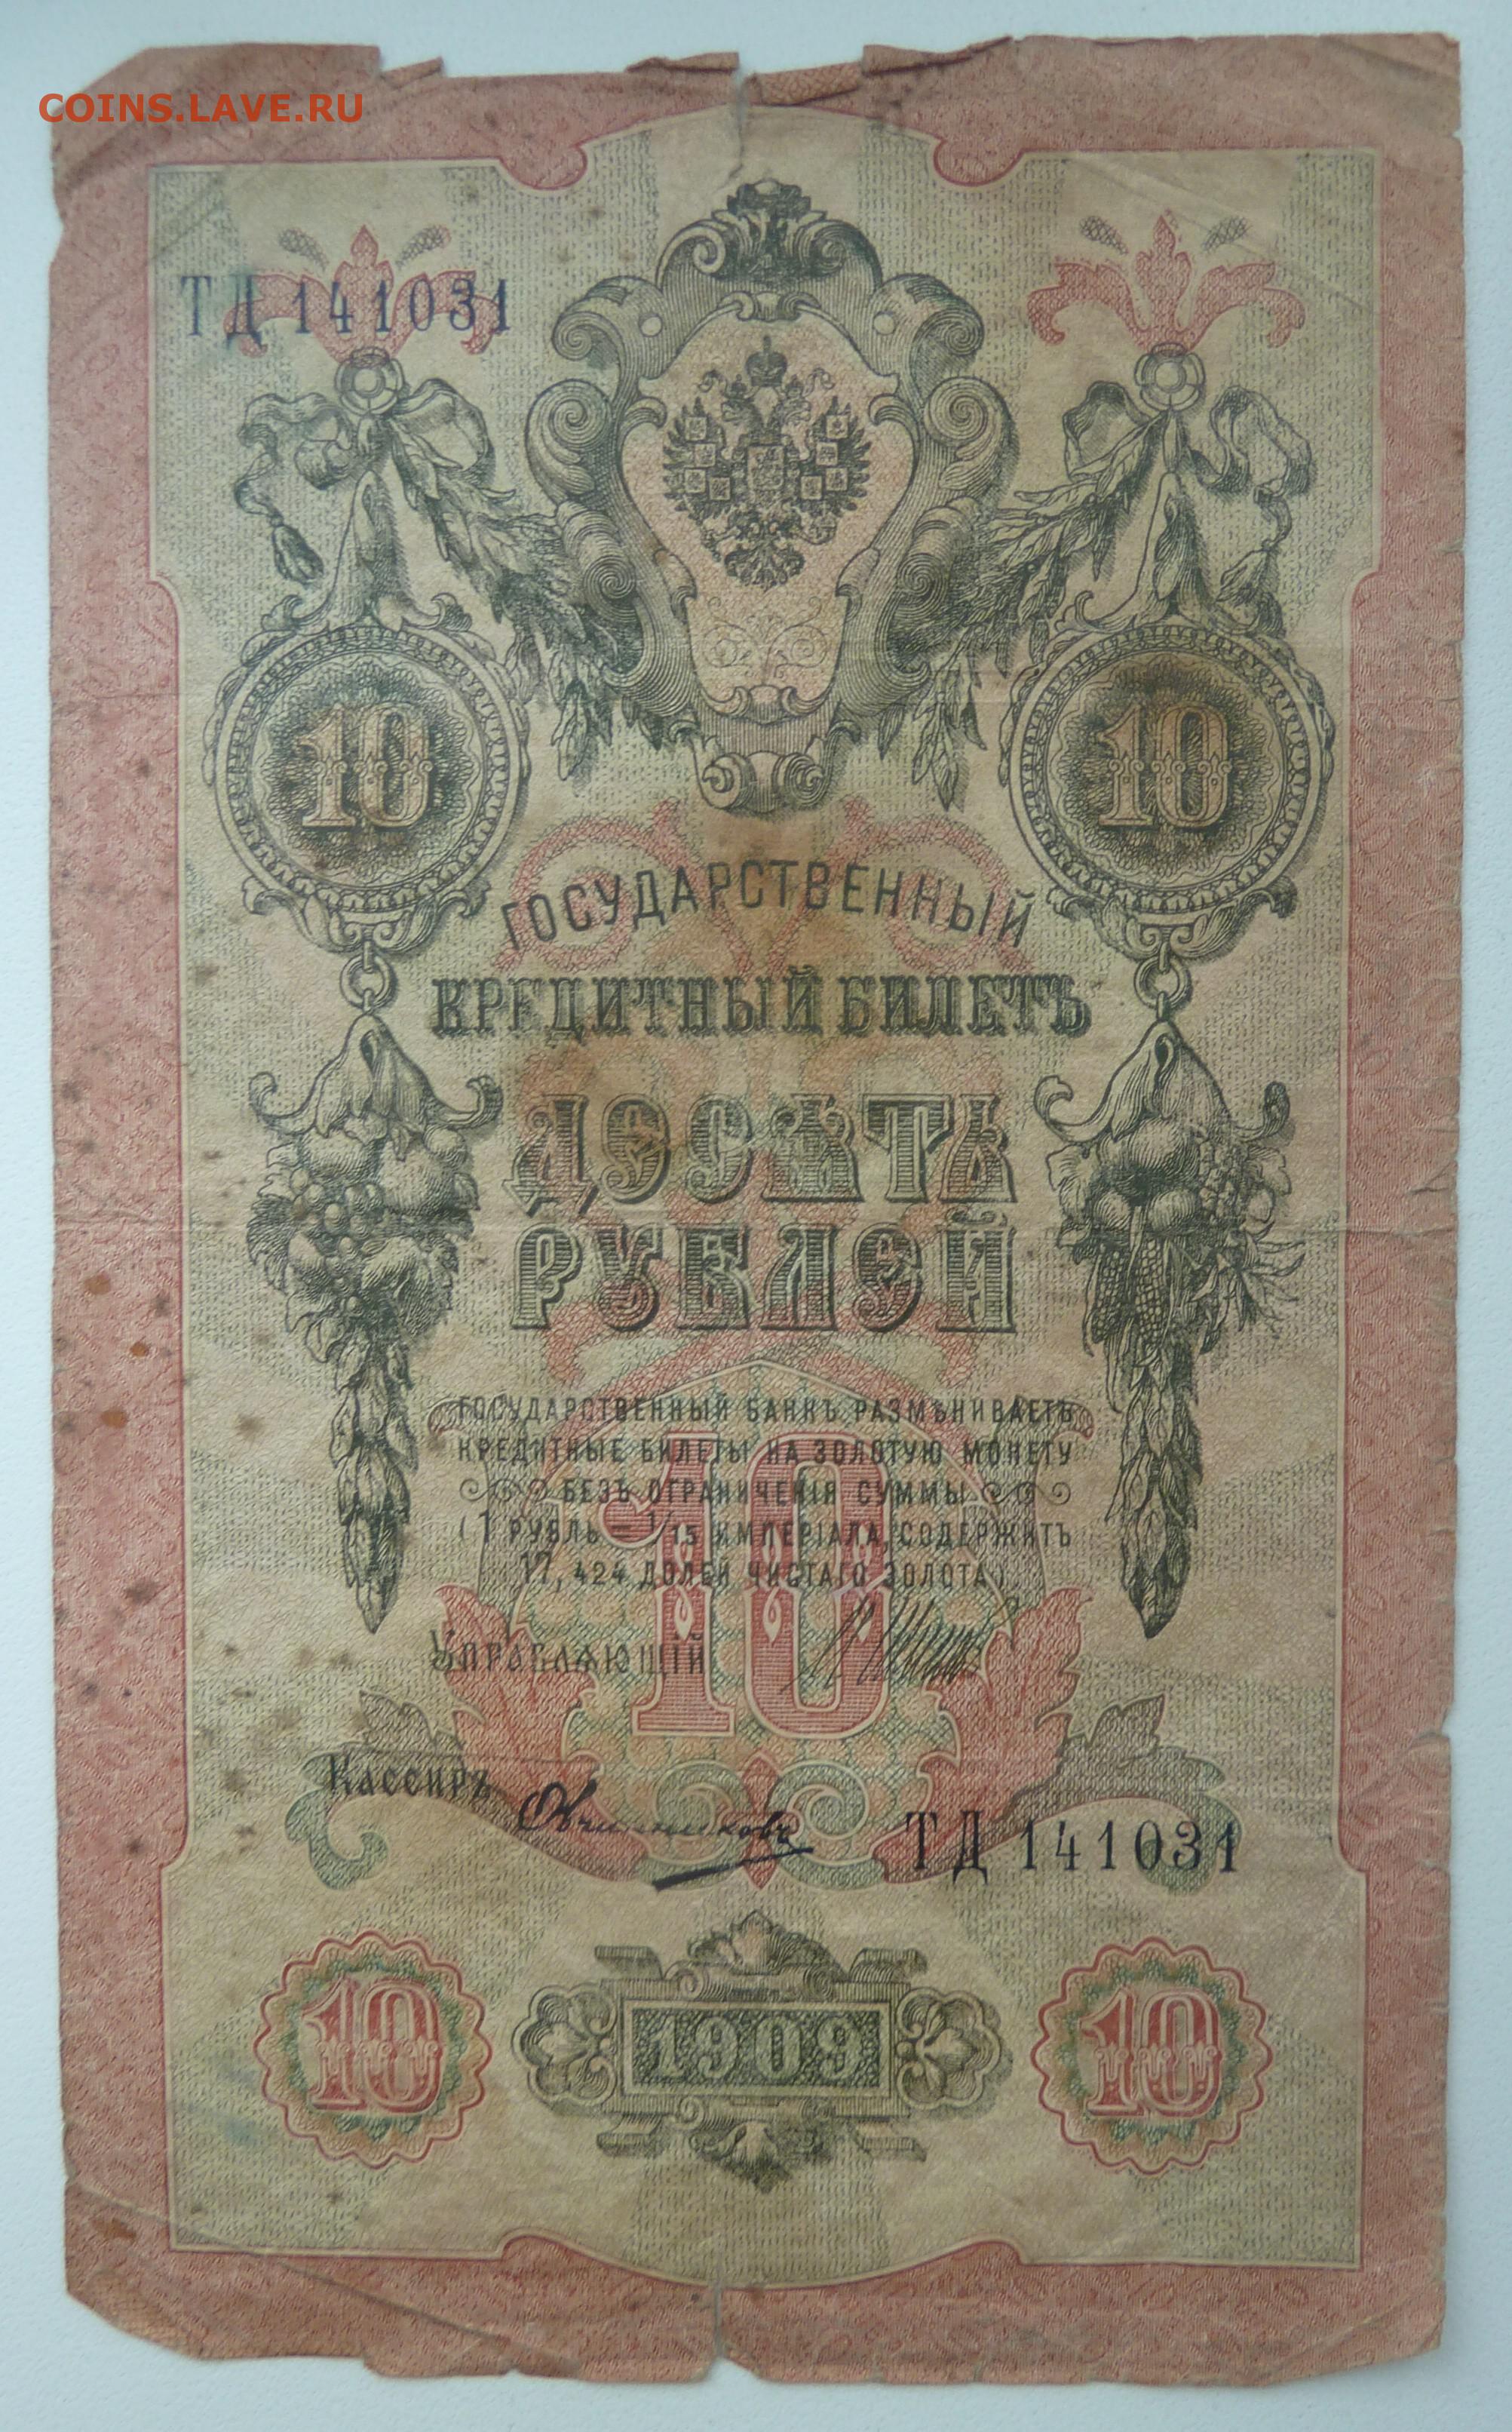 COINS.LAVE.RU
ТД 141031
10 10
ГОСУДАРСТВЕННЫЙ
КРЕДИТНЫЙ БИЛЕТЪ
ДЕСЯТЬ
РУБЛЕЙ
ГОСУДАРСТВЕННЫЙ БАНКЪ РАЗМѢНИВАЕТЪ
КРЕДИТНЫЕ БИЛЕТЫ НА ЗОЛОТУЮ МОНЕТУ
БЕЗЪ ОГРАНИЧЕНІЯ СУММЫ
(1 РУБЛЬ = 1/15 ИМПЕРІАЛА, СОДЕРЖИТЪ
17,424 ДОЛЕЙ ЧИСТАГО ЗОЛОТА).
10
Управляющій
Кассиръ Овчинниковъ
ТД 141031
10 1909 10